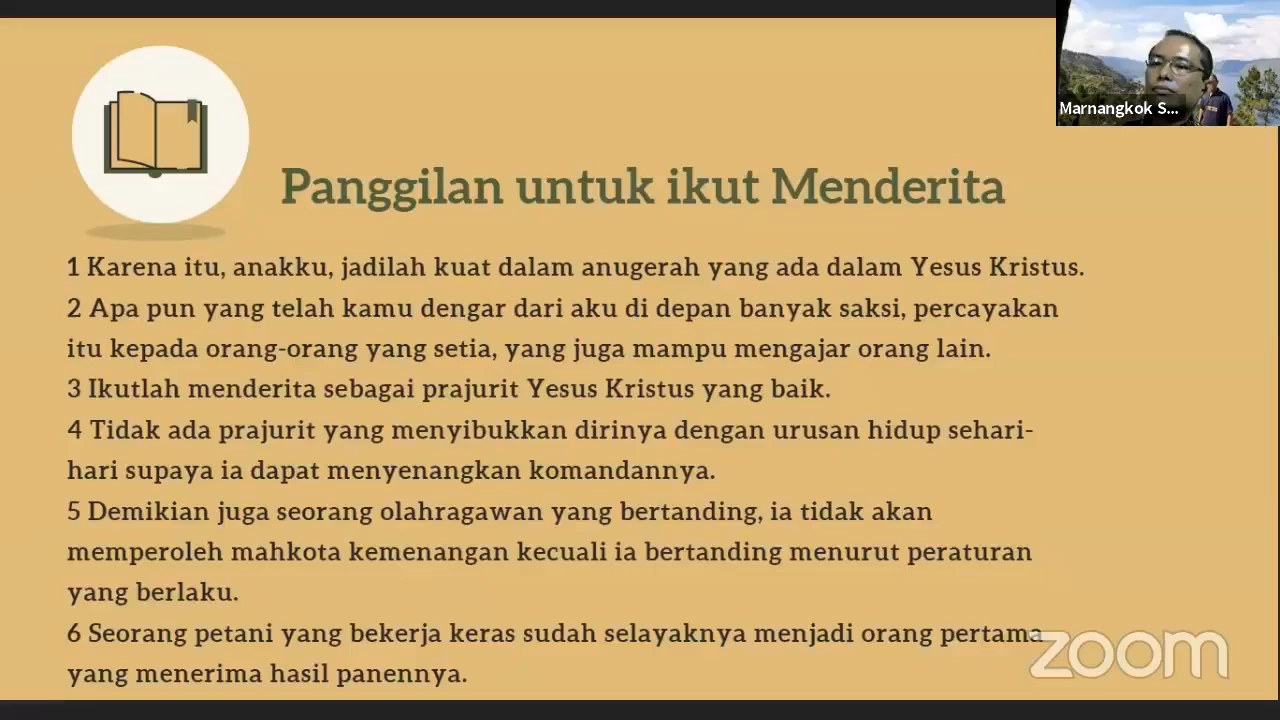 Marnangkok S...
Panggilan untuk ikut Menderita
1 Karena itu, anakku, jadilah kuat dalam anugerah yang ada dalam Yesus Kristus.
2 Apa pun yang telah kamu dengar dari aku di depan banyak saksi, percayakan
itu kepada orang-orang yang setia, yang juga mampu mengajar orang lain.
3 Ikutlah menderita sebagai prajurit Yesus Kristus yang baik.
4 Tidak ada prajurit yang menyibukkan dirinya dengan urusan hidup sehari-
hari supaya ia dapat menyenangkan komandannya.
5 Demikian juga seorang olahragawan yang bertanding, ia tidak akan
memperoleh mahkota kemenangan kecuali ia bertanding menurut peraturan
yang berlaku.
6 Seorang petani yang bekerja keras sudah selayaknya menjadi orang pertama
yang menerima hasil panennya.
zoom